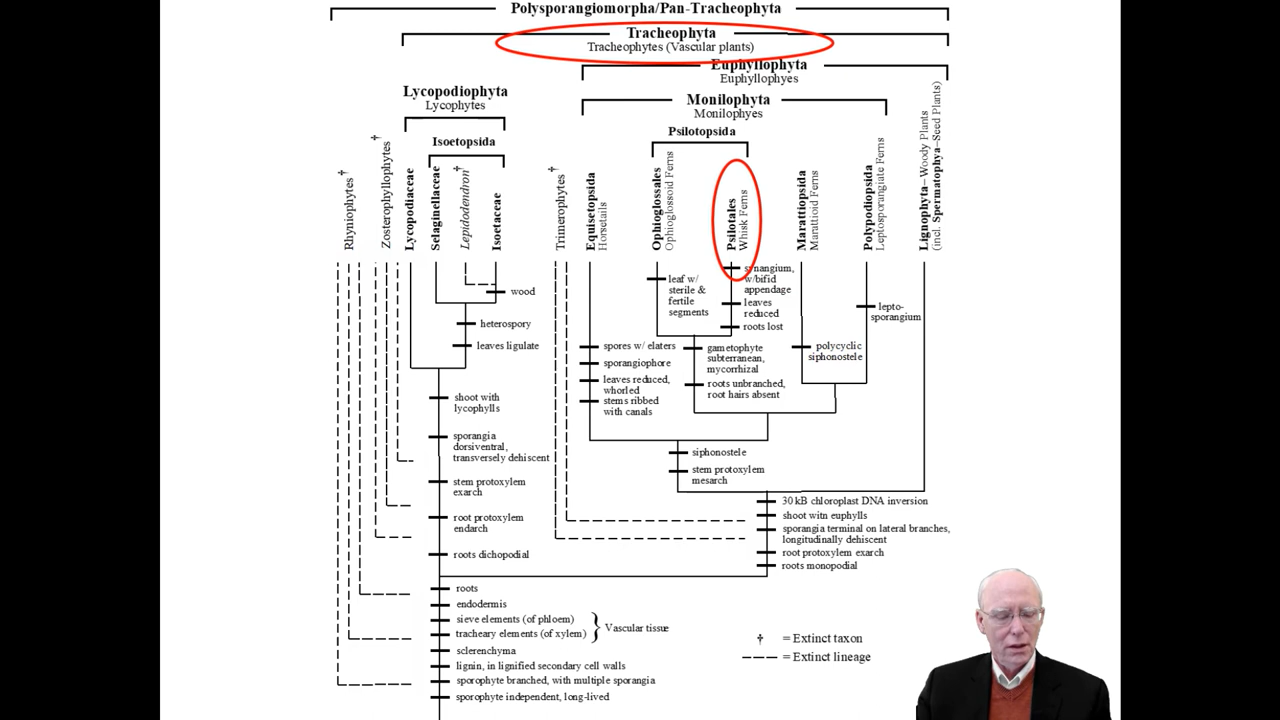 Polysporangiomorpha/Pan-Tracheophyta
Tracheophyta
Tracheophytes (Vascular plants)
Euphyllophyta
Euphyllophyes
Lycopodiophyta
Lycophytes
Monilophyta
Monilophyes
Isoetopsida
Psilotopsida
Rhyniophytes†
Zosterophyllophytes†
Lycopodiaceae
Selaginellaceae
Lepidodendron†
Isoetaceae
Trimerophytes†
Equisetopsida
Horsetails
Ophioglossales
Ophioglossoid Ferns
Psilotales
Whisk Ferns
Marattiopsida
Marattioid Ferns
Polypodiopsida
Leptosporangiate Ferns
Lignophyta–Woody Plants
(incl. Spermatophya–Seed Plants)
wood
heterospory
leaves ligulate
shoot with
lycophylls
sporangia
dorsiventral,
transversely dehiscent
stem protoxylem
exarch
root protoxylem
endarch
roots dichopodial
spores w/ elaters
sporangiophore
leaves reduced,
whorled
stems ribbed
with canals
leaf w/
sterile &
fertile
segments
synangium,
w/bifid
appendage
leaves
reduced
roots lost
gametophyte
subterranean,
mycorrhizal
roots unbranched,
root hairs absent
polycyclic
siphonostele
lepto-
sporangium
siphonostele
stem protoxylem
mesarch
30 kB chloroplast DNA inversion
shoot witn euphylls
sporangia terminal on lateral branches,
longitudinally dehiscent
root protoxylem exarch
roots monopodial
roots
endodermis
sieve elements (of phloem)
tracheary elements (of xylem)
} Vascular tissue
sclerenchyma
lignin, in lignified secondary cell walls
sporophyte branched, with multiple sporangia
sporophyte independent, long-lived
† = Extinct taxon
= Extinct lineage